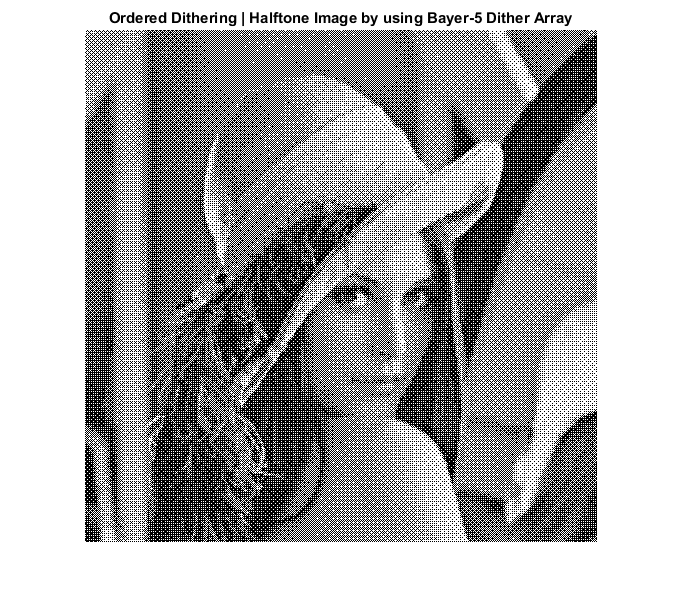 Ordered Dithering | Halftone Image by using Bayer-5 Dither Array